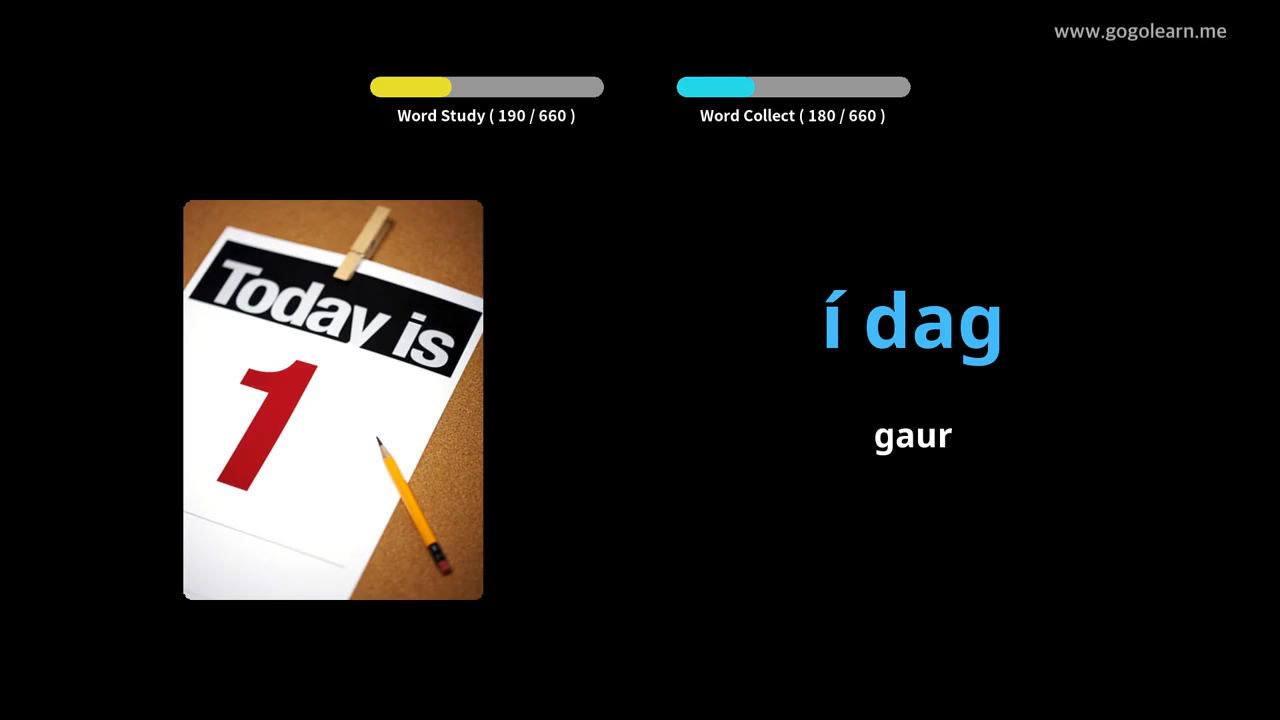 www.gogolearn.me
Word Study ( 190 / 660 )
Word Collect ( 180 / 660 )
Today is
1
í dag
gaur